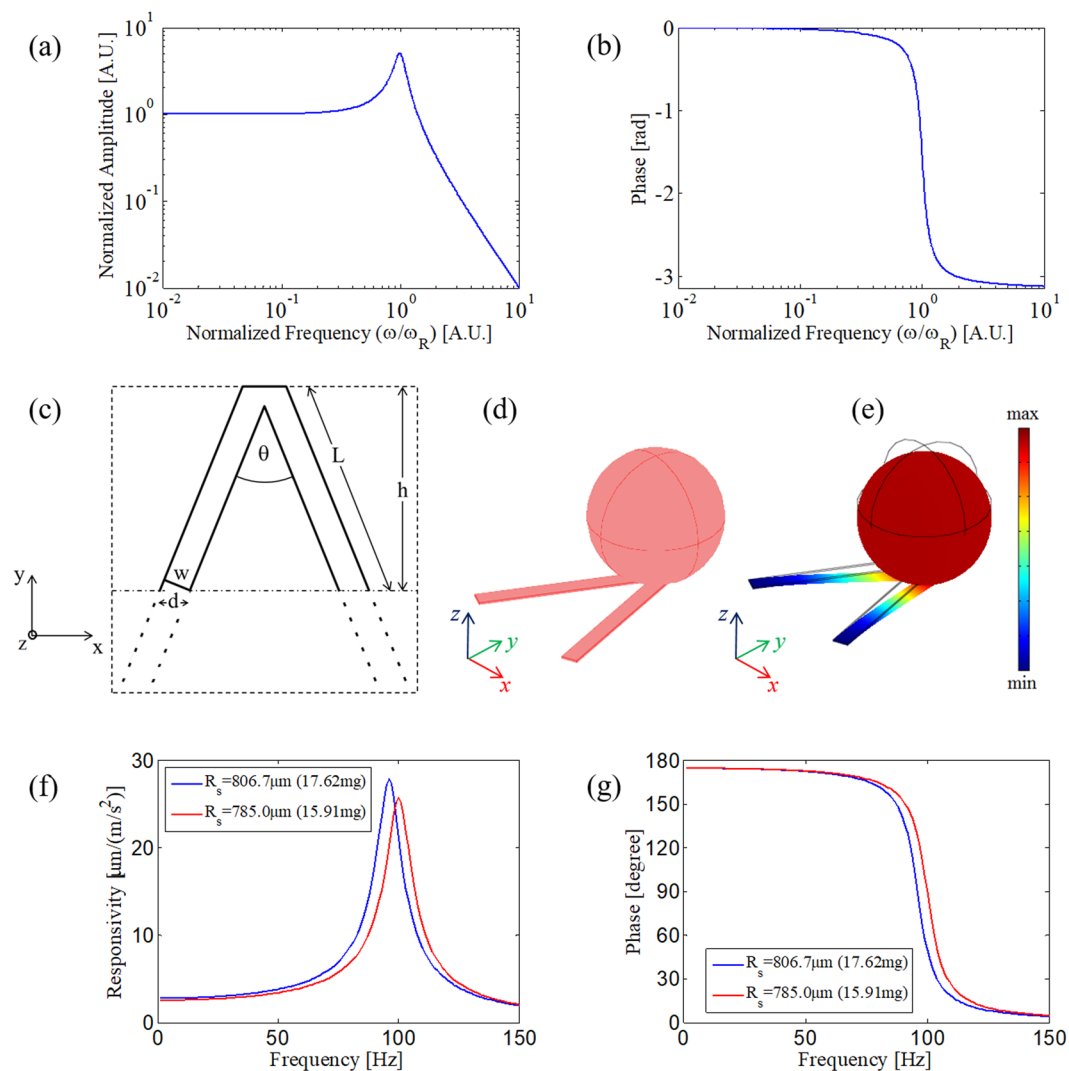 (a)
Normalized Amplitude [A.U.]
10^1
10^0
10^-1
10^-2
10^-2 10^-1 10^0 10^1
Normalized Frequency (ω/ω_R) [A.U.]
(b)
Phase [rad]
0
-1
-2
-3
10^-2 10^-1 10^0 10^1
Normalized Frequency (ω/ω_R) [A.U.]
(c)
θ
L
h
w
d
y
z
x
(d)
z
y
x
(e)
max
min
z
y
x
(f)
Responsivity [μm/(m/s^2)]
30
20
10
0
R_s=806.7μm (17.62mg)
R_s=785.0μm (15.91mg)
0 50 100 150
Frequency [Hz]
(g)
Phase [degree]
180
150
120
90
60
30
0
R_s=806.7μm (17.62mg)
R_s=785.0μm (15.91mg)
0 50 100 150
Frequency [Hz]